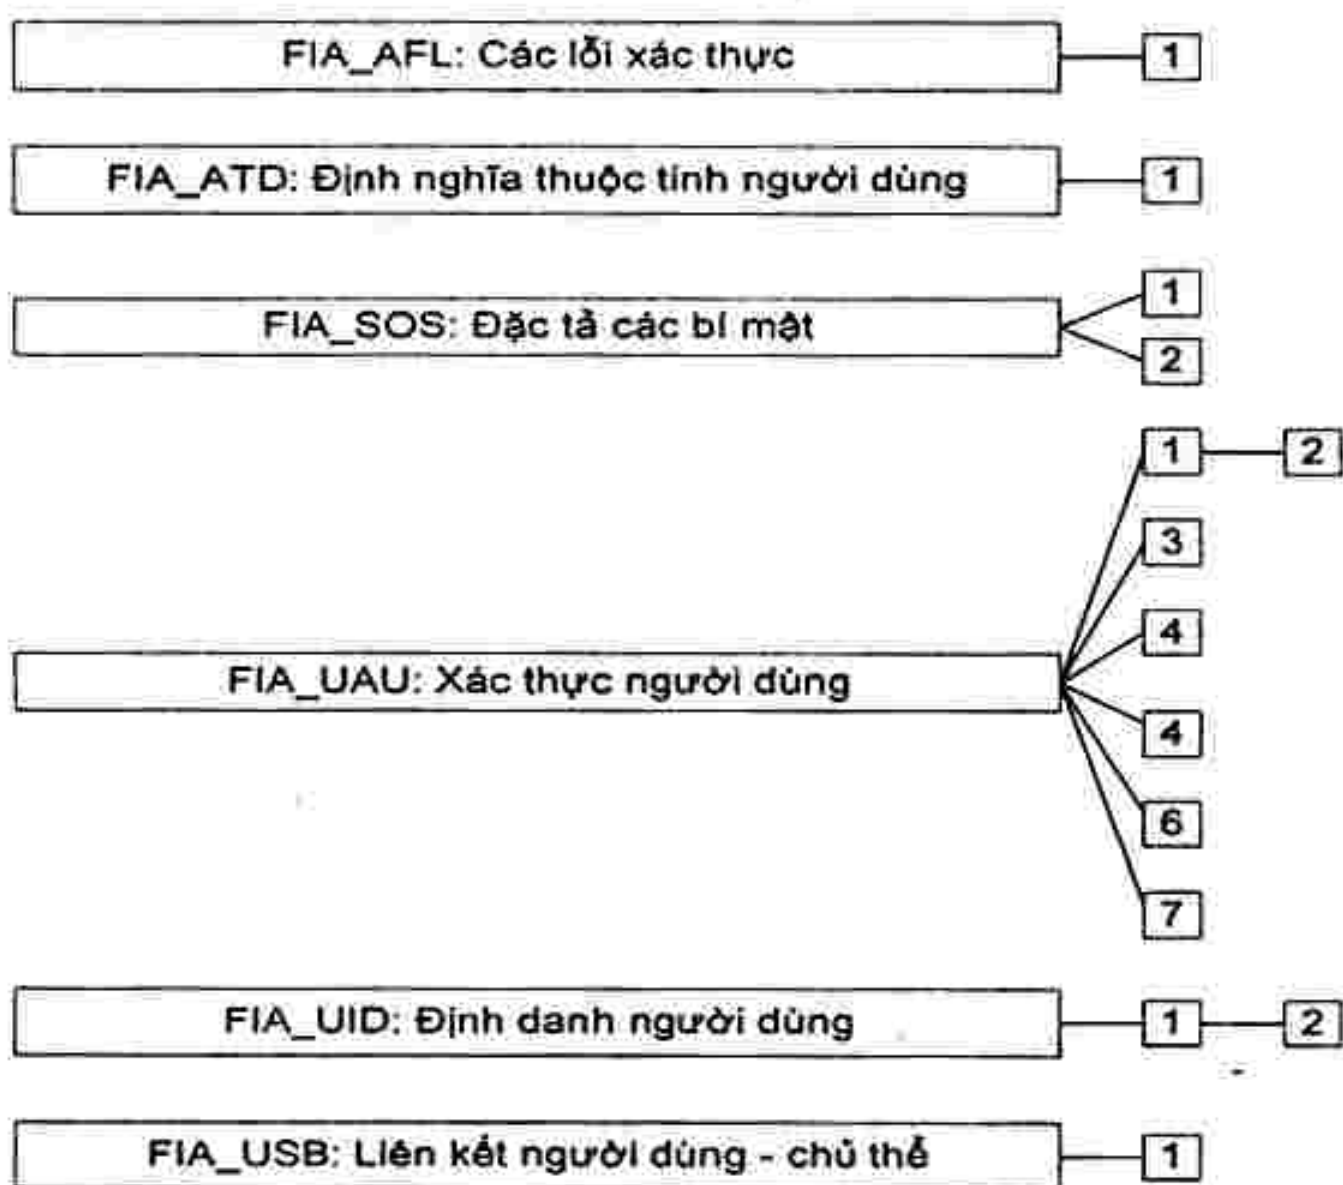 FIA_AFL: Các lỗi xác thực 1
FIA_ATD: Định nghĩa thuộc tính người dùng 1
1
FIA_SOS: Đặc tả các bí mật
2
1 2
3
4
FIA_UAU: Xác thực người dùng
4
6
7
FIA_UID: Định danh người dùng 1 2
FIA_USB: Liên kết người dùng - chủ thể 1